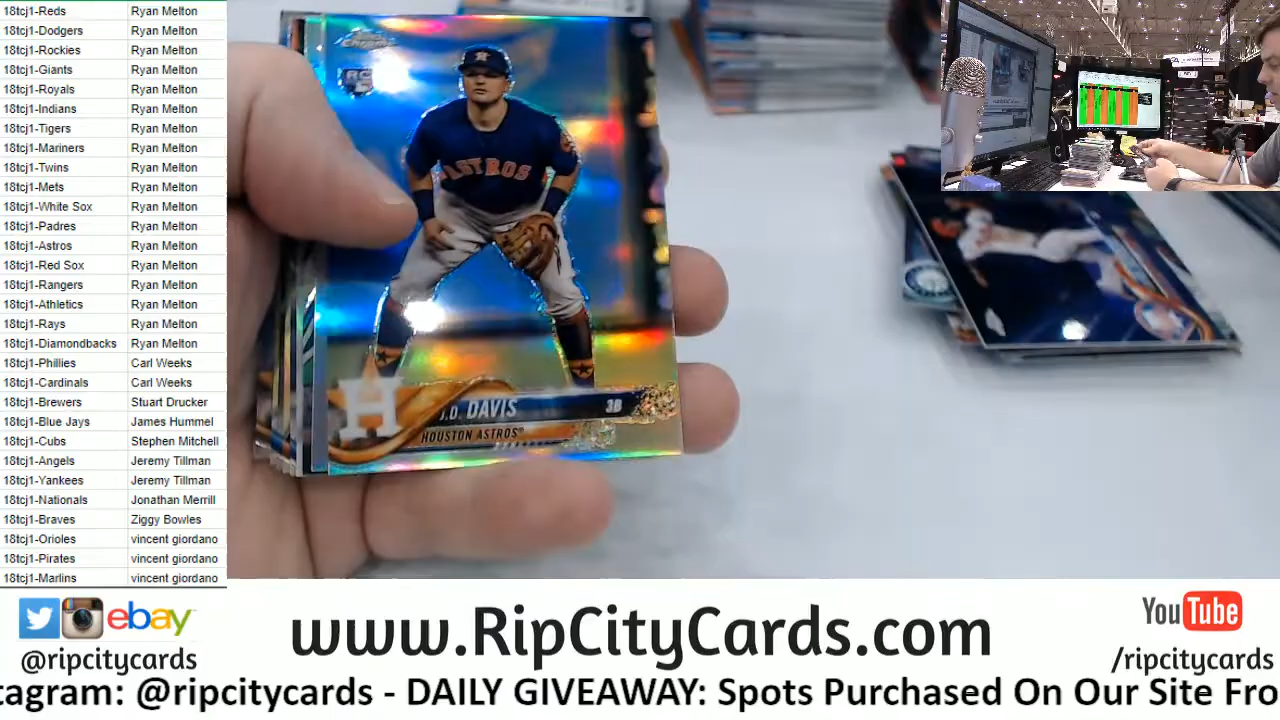 18tcj1-Reds Ryan Melton
18tcj1-Dodgers Ryan Melton
18tcj1-Rockies Ryan Melton
18tcj1-Giants Ryan Melton
18tcj1-Royals Ryan Melton
18tcj1-Indians Ryan Melton
18tcj1-Tigers Ryan Melton
18tcj1-Mariners Ryan Melton
18tcj1-Twins Ryan Melton
18tcj1-Mets Ryan Melton
18tcj1-White Sox Ryan Melton
18tcj1-Padres Ryan Melton
18tcj1-Astros Ryan Melton
18tcj1-Red Sox Ryan Melton
18tcj1-Rangers Ryan Melton
18tcj1-Athletics Ryan Melton
18tcj1-Rays Ryan Melton
18tcj1-Diamondbacks Ryan Melton
18tcj1-Phillies Carl Weeks
18tcj1-Cardinals Carl Weeks
18tcj1-Brewers Stuart Drucker
18tcj1-Blue Jays James Hummel
18tcj1-Cubs Stephen Mitchell
18tcj1-Angels Jeremy Tillman
18tcj1-Yankees Jeremy Tillman
18tcj1-Nationals Jonathan Merrill
18tcj1-Braves Ziggy Bowles
18tcj1-Orioles vincent giordano
18tcj1-Pirates vincent giordano
18tcj1-Marlins vincent giordano
RC
ASTROS
H
J.D. DAVIS 3B
HOUSTON ASTROS
ebay
@ripcitycards
www.RipCityCards.com
YouTube
/ripcitycards
tagram: @ripcitycards - DAILY GIVEAWAY: Spots Purchased On Our Site Fro